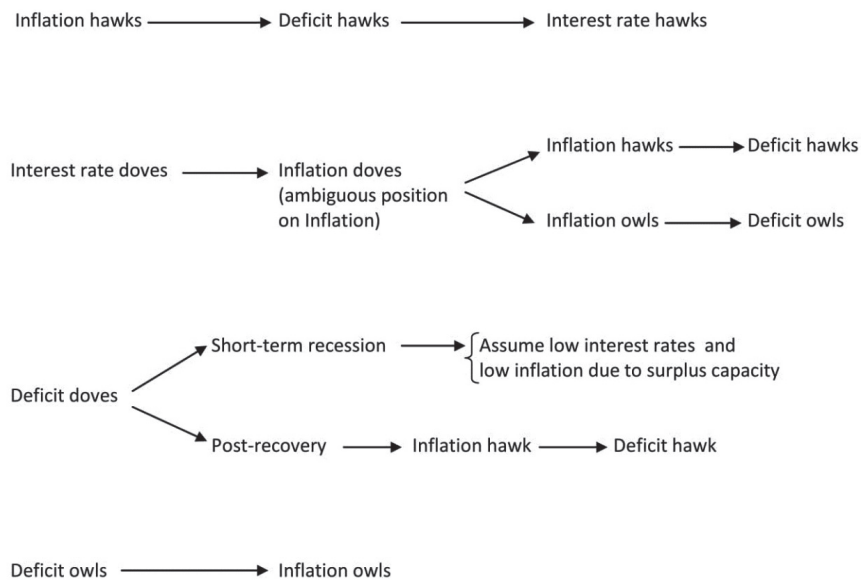 Inflation hawks Deficit hawks Interest rate hawks
Inflation hawks Deficit hawks
Interest rate doves Inflation doves
(ambiguous position
on Inflation)
Inflation owls Deficit owls
Short-term recession Assume low interest rates and
low inflation due to surplus capacity
Deficit doves
Post-recovery Inflation hawk Deficit hawk
Deficit owls Inflation owls